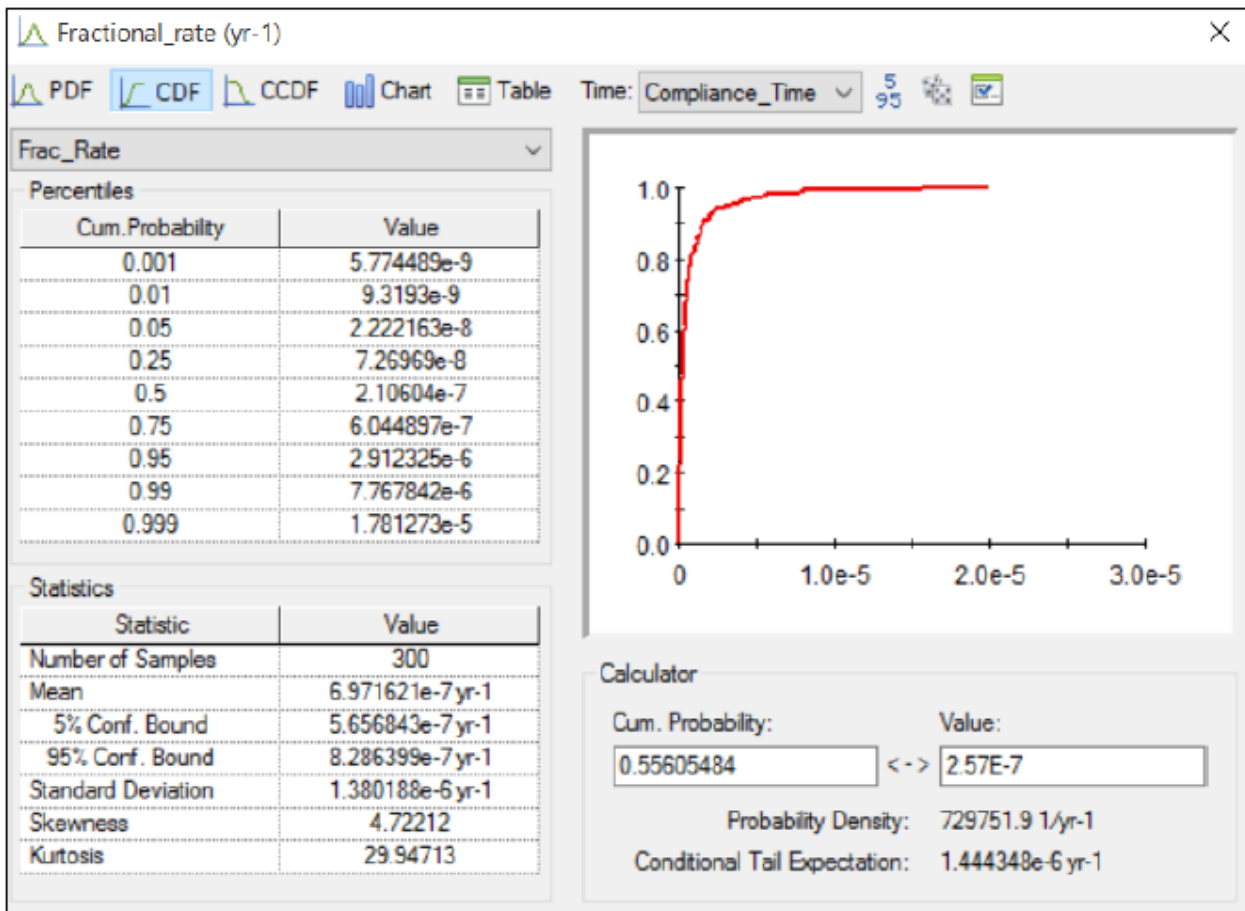 Fractional_rate (yr-1)
PDF CDF CCDF Chart Table Time: Compliance_Time 5 95
Frac_Rate
Percentiles
Cum.Probability Value
0.001 5.774489e-9
0.01 9.3193e-9
0.05 2.222163e-8
0.25 7.26969e-8
0.5 2.10604e-7
0.75 6.044897e-7
0.95 2.912325e-6
0.99 7.767842e-6
0.999 1.781273e-5
Statistics
Statistic Value
Number of Samples 300
Mean 6.971621e-7 yr-1
5% Conf. Bound 5.656843e-7 yr-1
95% Conf. Bound 8.286399e-7 yr-1
Standard Deviation 1.380188e-6 yr-1
Skewness 4.72212
Kurtosis 29.94713
1.0
0.8
0.6
0.4
0.2
0.0
0 1.0e-5 2.0e-5 3.0e-5
Calculator
Cum. Probability: Value:
0.55605484 <-> 2.57E-7
Probability Density: 729751.9 1/yr-1
Conditional Tail Expectation: 1.444348e-6 yr-1